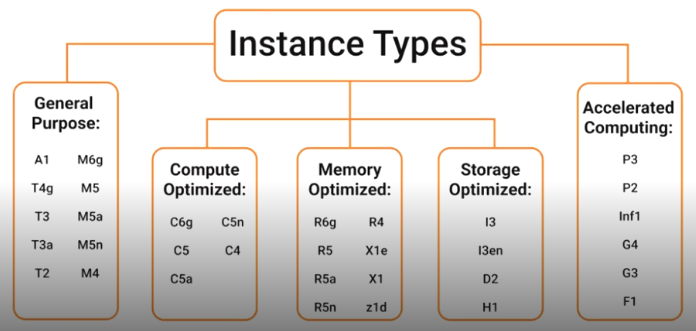 Instance Types
General
Purpose:
A1 M6g
T4g M5
T3 M5a
T3a M5n
T2 M4
Compute
Optimized:
C6g C5n
C5 C4
C5a
Memory
Optimized:
R6g R4
R5 X1e
R5a X1
R5n z1d
Storage
Optimized:
I3
I3en
D2
H1
Accelerated
Computing:
P3
P2
Inf1
G4
G3
F1